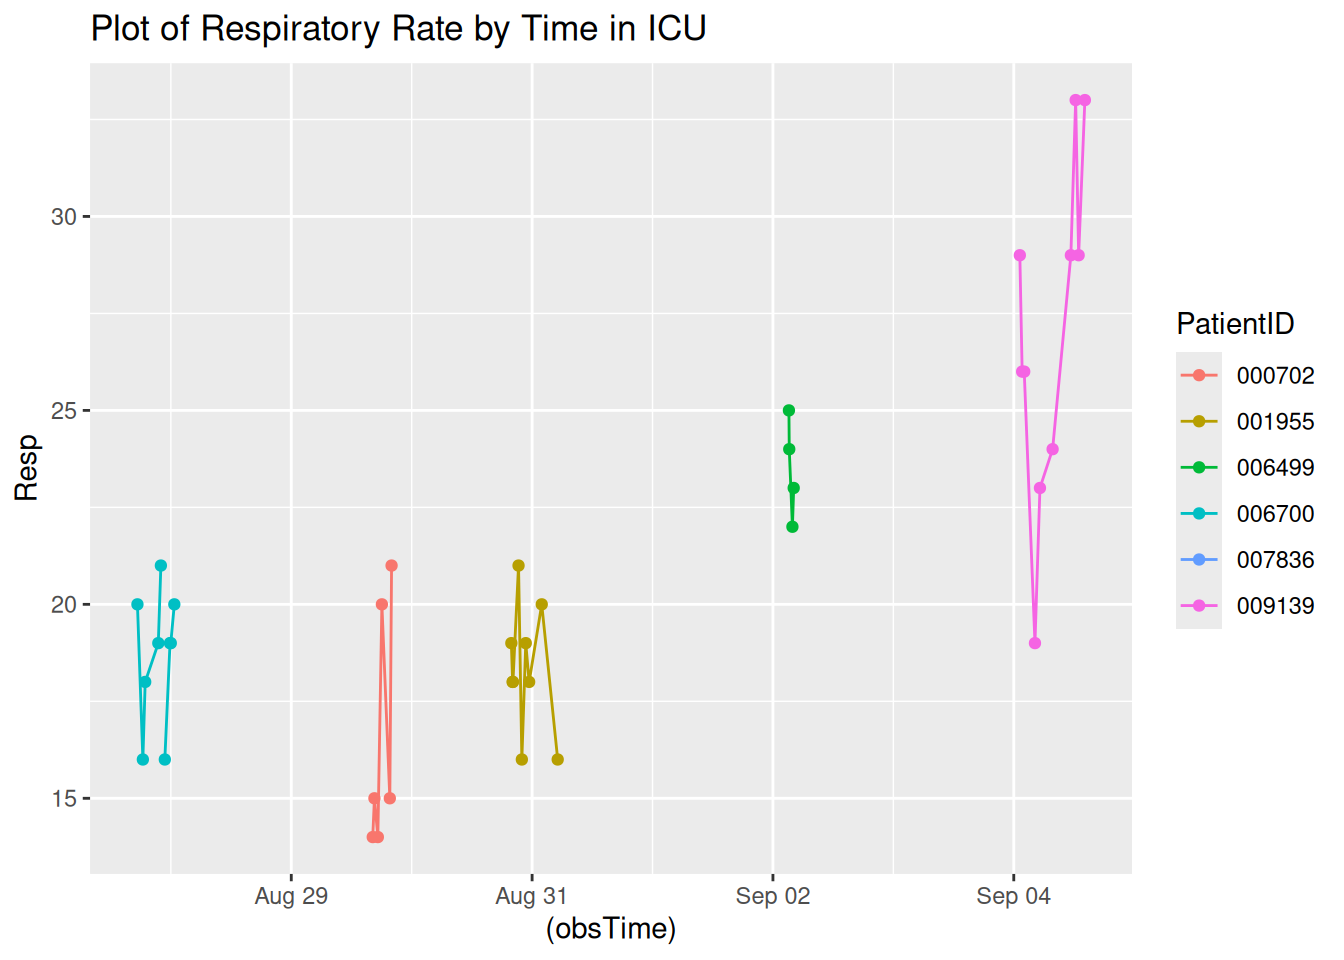 Plot of Respiratory Rate by Time in ICU
Resp
30
25
20
15
Aug 29
Aug 31
Sep 02
Sep 04
(obsTime)
PatientID
000702
001955
006499
006700
007836
009139